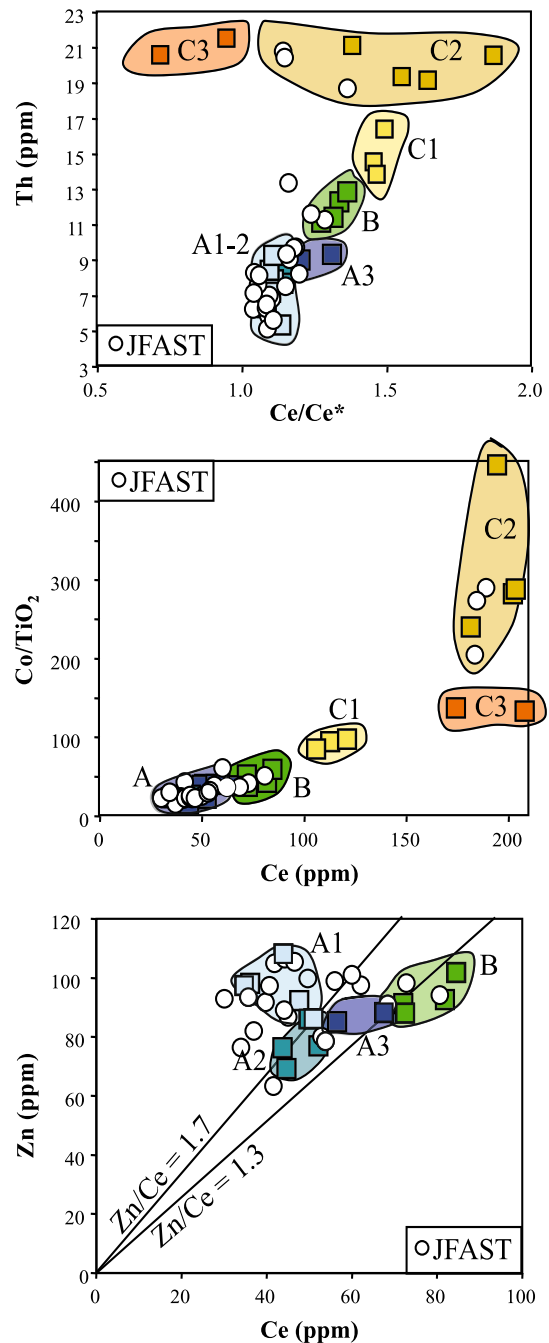 23
21
19
17
15
13
11
9
7
5
3
Th (ppm)
C3
C2
C1
B
A1-2
A3
JFAST
0.5
1.0
1.5
2.0
Ce/Ce*
400
300
200
100
0
Co/TiO2
JFAST
C2
C3
C1
A
B
0
50
100
150
200
Ce (ppm)
120
100
80
60
40
20
0
Zn (ppm)
A1
B
A2
A3
Zn/Ce = 1.7
Zn/Ce = 1.3
JFAST
0
20
40
60
80
100
Ce (ppm)